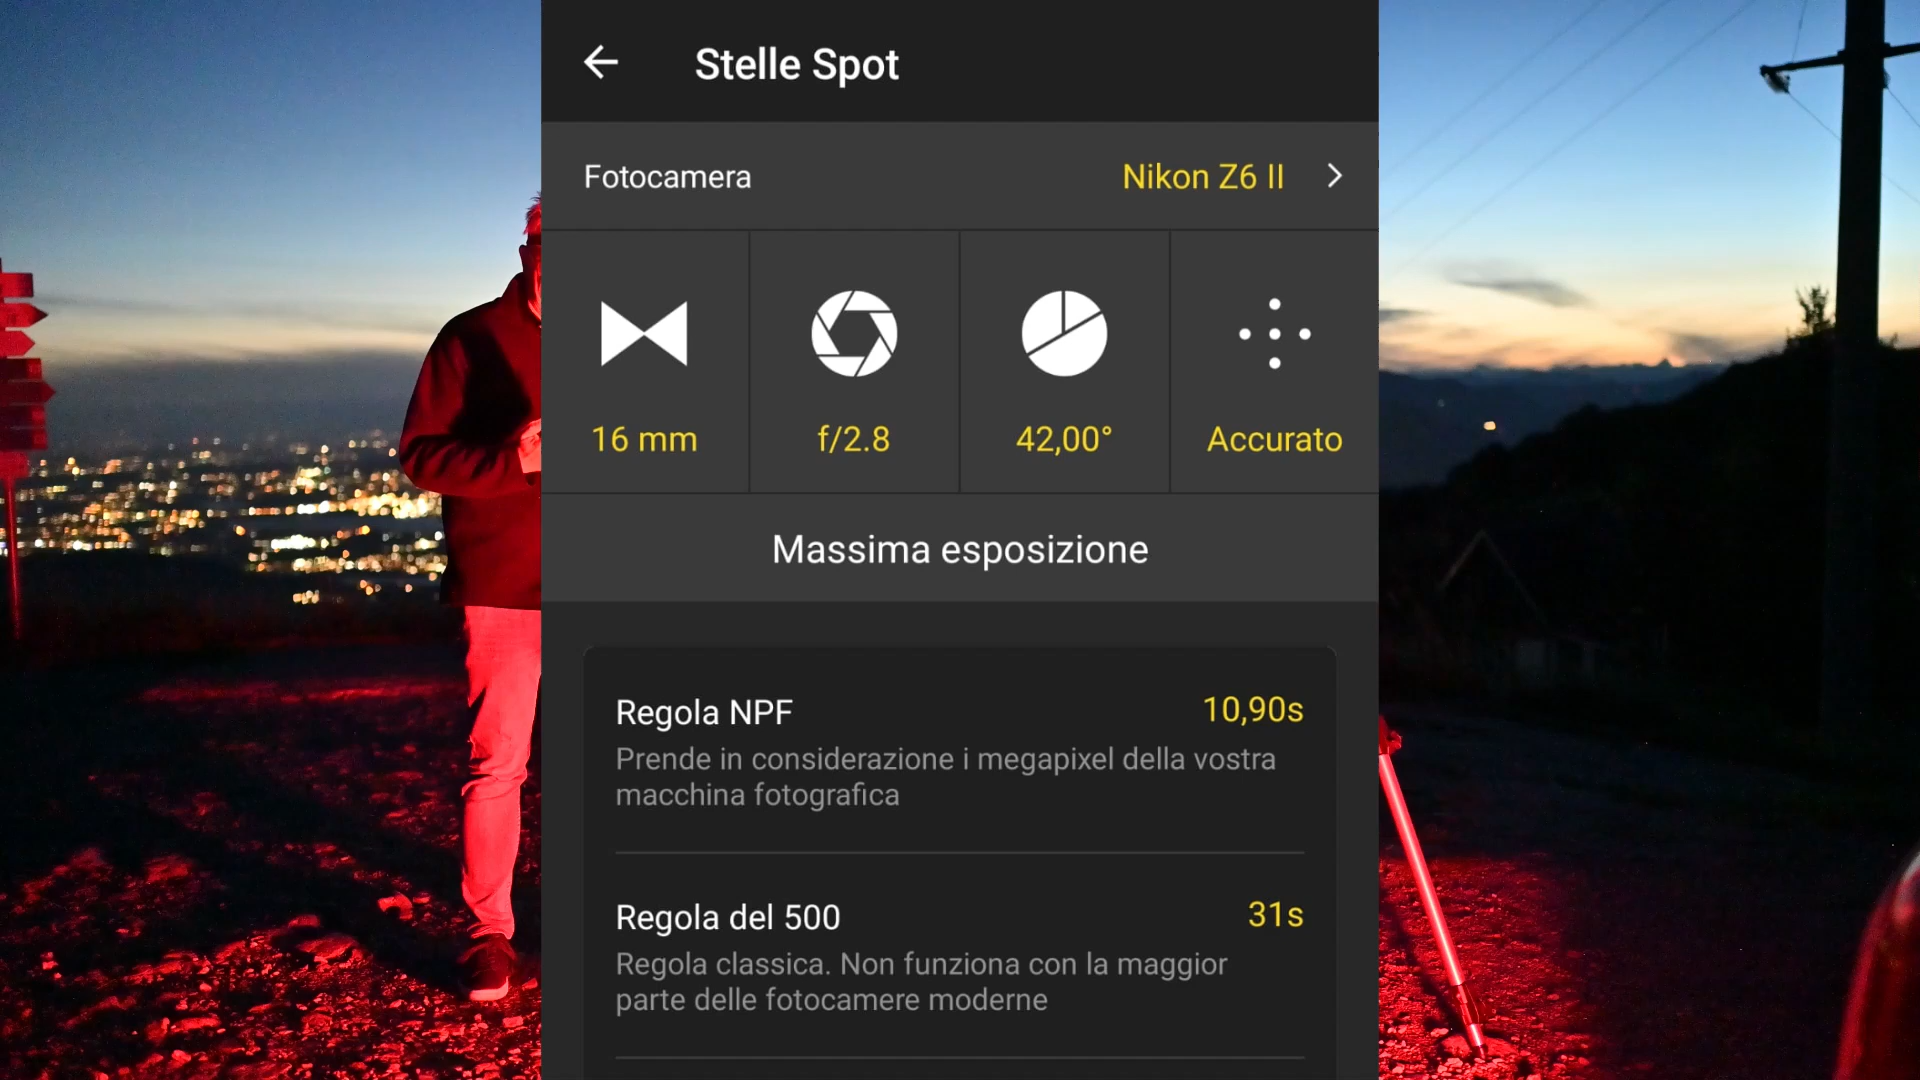 Stelle Spot
Fotocamera
Nikon Z6 II
16 mm
f/2.8
42,00°
Accurato
Massima esposizione
Regola NPF
10,90s
Prende in considerazione i megapixel della vostra
macchina fotografica
Regola del 500
31s
Regola classica. Non funziona con la maggior
parte delle fotocamere moderne